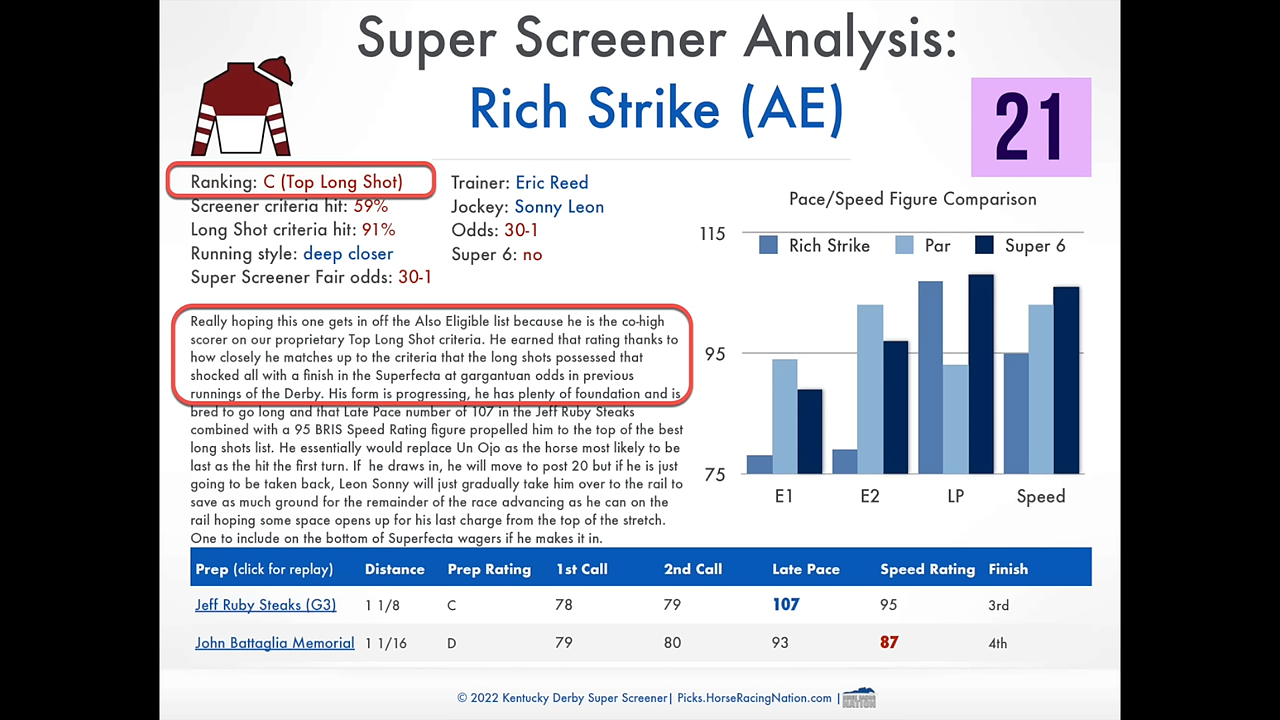 Super Screener Analysis:
Rich Strike (AE)
21
Ranking: C (Top Long Shot)
Screener criteria hit: 59%
Long Shot criteria hit: 91%
Running style: deep closer
Super Screener Fair odds: 30-1
Trainer: Eric Reed
Jockey: Sonny Leon
Odds: 30-1
Super 6: no
Really hoping this one gets in off the Also Eligible list because he is the co-high
scorer on our proprietary Top Long Shot criteria. He earned that rating thanks to
how closely he matches up to the criteria that the long shots possessed that
shocked all with a finish in the Superfecta at gargantuan odds in previous
runnings of the Derby. His form is progressing, he has plenty of foundation and is
bred to go long and that Late Pace number of 107 in the Jeff Ruby Steaks
combined with a 95 BRIS Speed Rating figure propelled him to the top of the best
long shots list. He essentially would replace Un Ojo as the horse most likely to be
last as the hit the first turn. If he draws in, he will move to post 20 but if he is just
going to be taken back, Leon Sonny will just gradually take him over to the rail to
save as much ground for the remainder of the race advancing as he can on the
rail hoping some space opens up for his last charge from the top of the stretch.
One to include on the bottom of Superfecta wagers if he makes it in.
Pace/Speed Figure Comparison
115
Rich Strike Par Super 6
95
75
E1 E2 LP Speed
Prep (click for replay) Distance Prep Rating 1st Call 2nd Call Late Pace Speed Rating Finish
Jeff Ruby Steaks (G3) 1 1/8 C 78 79 107 95 3rd
John Battaglia Memorial 1 1/16 D 79 80 93 87 4th
© 2022 Kentucky Derby Super Screener| Picks.HorseRacingNation.com |
HORSE RACING
NATION